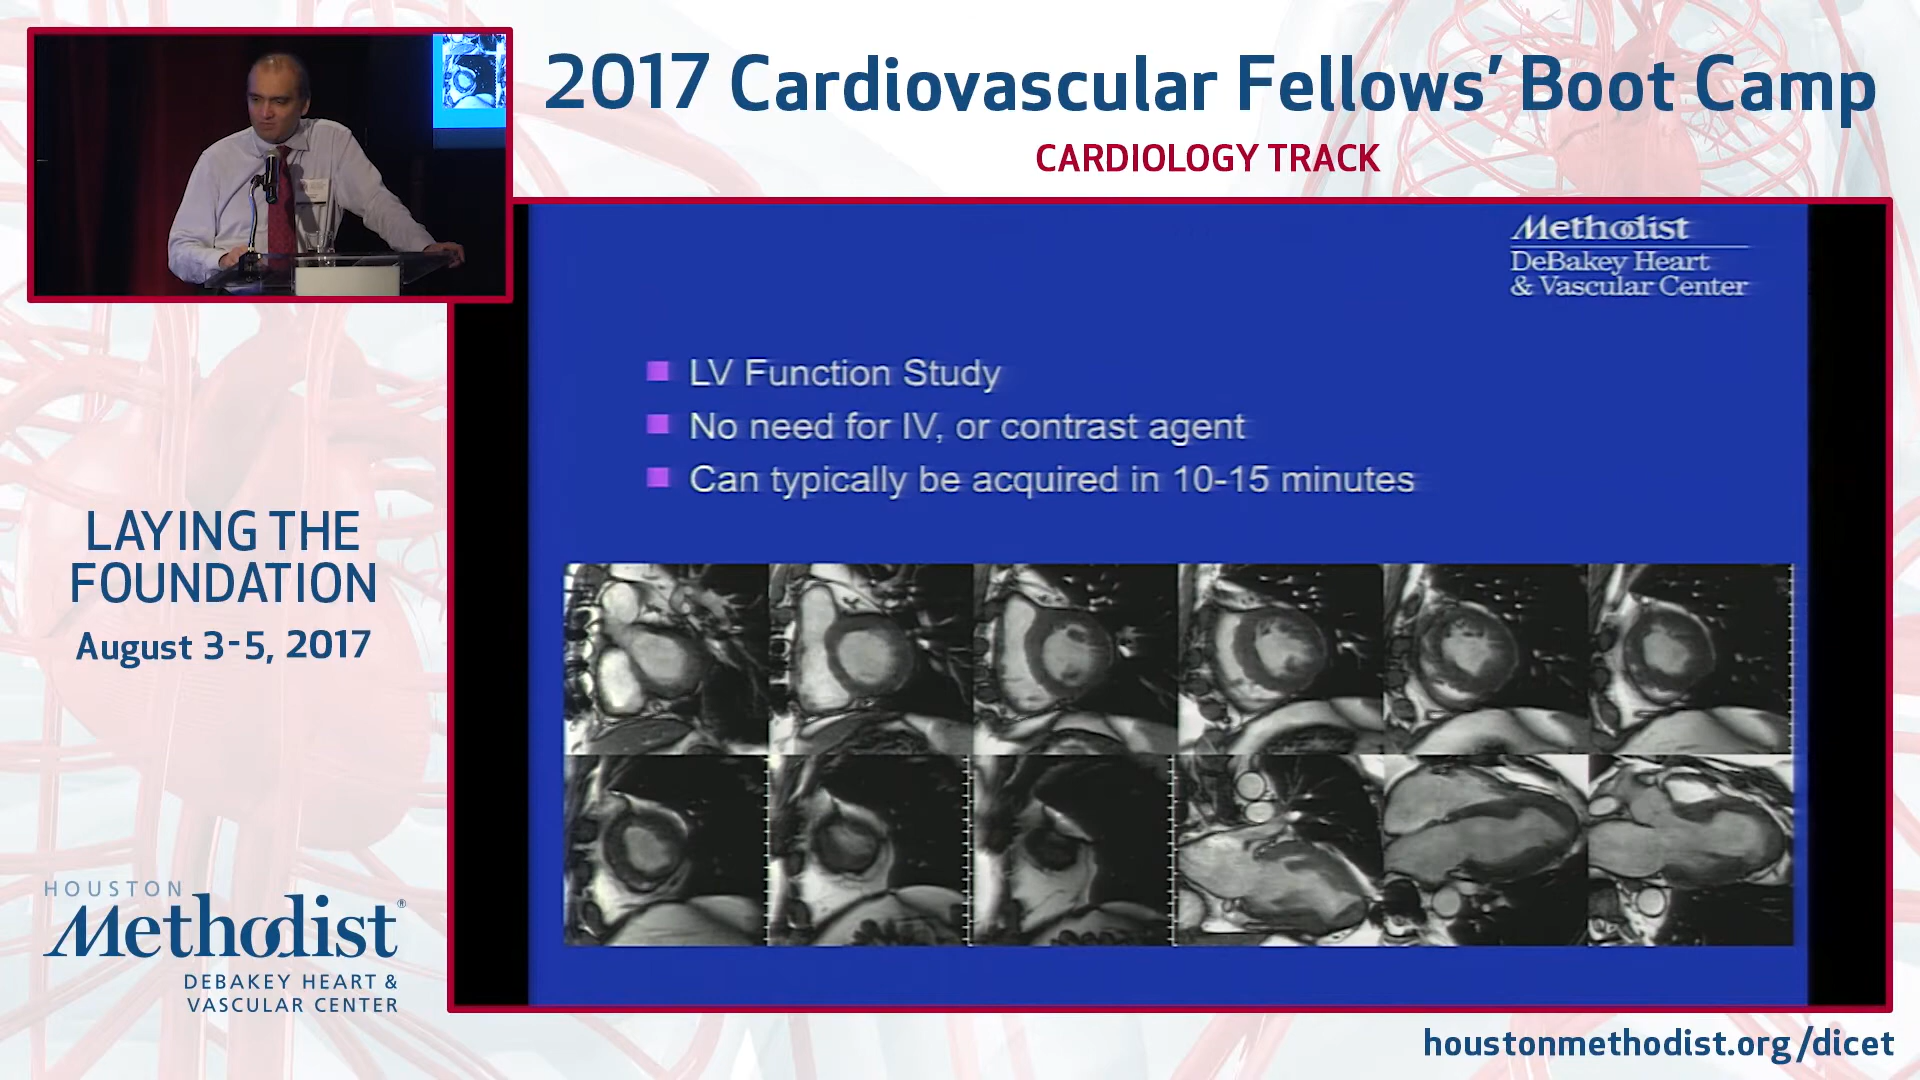 2017 Cardiovascular Fellows’ Boot Camp
CARDIOLOGY TRACK
Methodist
DeBakey Heart
& Vascular Center
LV Function Study
No need for IV, or contrast agent
Can typically be acquired in 10-15 minutes
LAYING THE
FOUNDATION
August 3-5, 2017
HOUSTON
Methodist®
DEBAKEY HEART &
VASCULAR CENTER
houstonmethodist.org/dicet